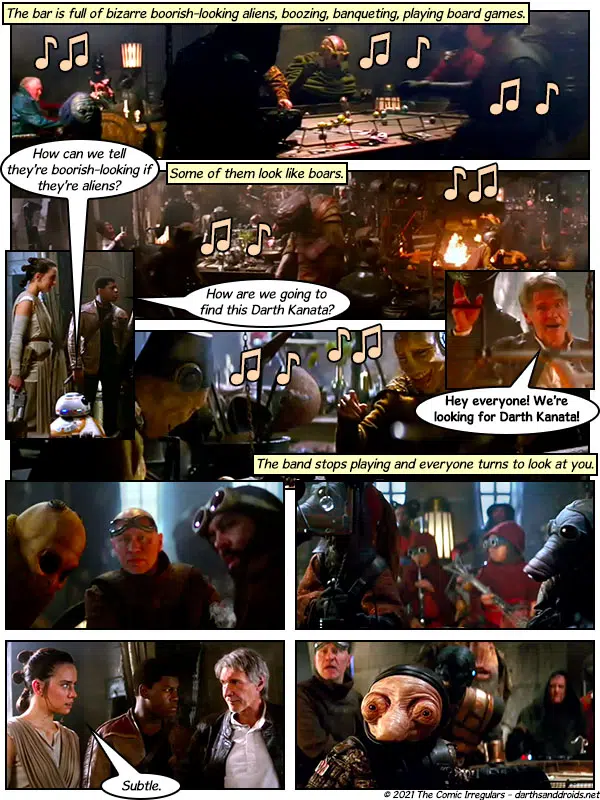 The bar is full of bizarre boorish-looking aliens, boozing, banqueting, playing board games.
How can we tell
they're boorish-looking if
they're aliens?
Some of them look like boars.
How are we going to
find this Darth Kanata?
Hey everyone! We're
looking for Darth Kanata!
The band stops playing and everyone turns to look at you.
Subtle.
© 2021 The Comic Irregulars – darthsanddroids.net